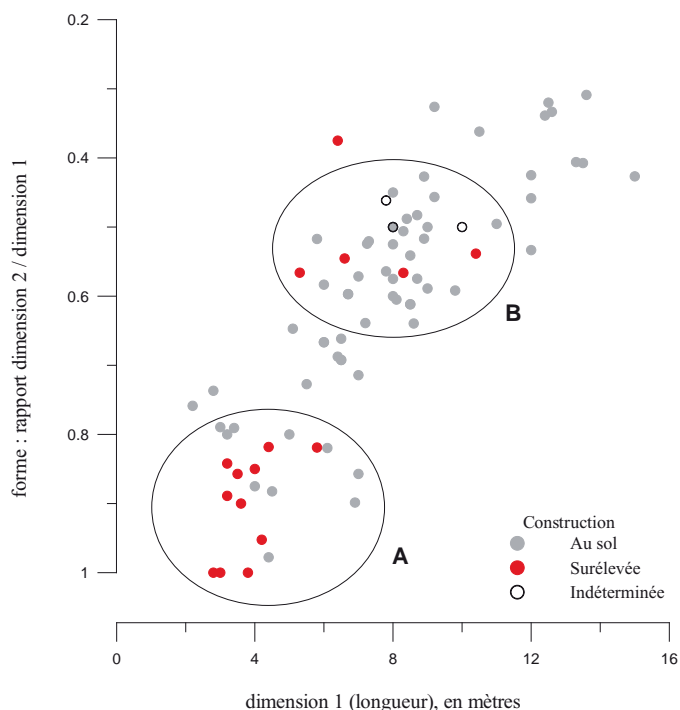 0.2
0.4
0.6
0.8
1
forme : rapport dimension 2 / dimension 1
B
A
Construction
Au sol
Surélevée
Indéterminée
0 4 8 12 16
dimension 1 (longueur), en mètres